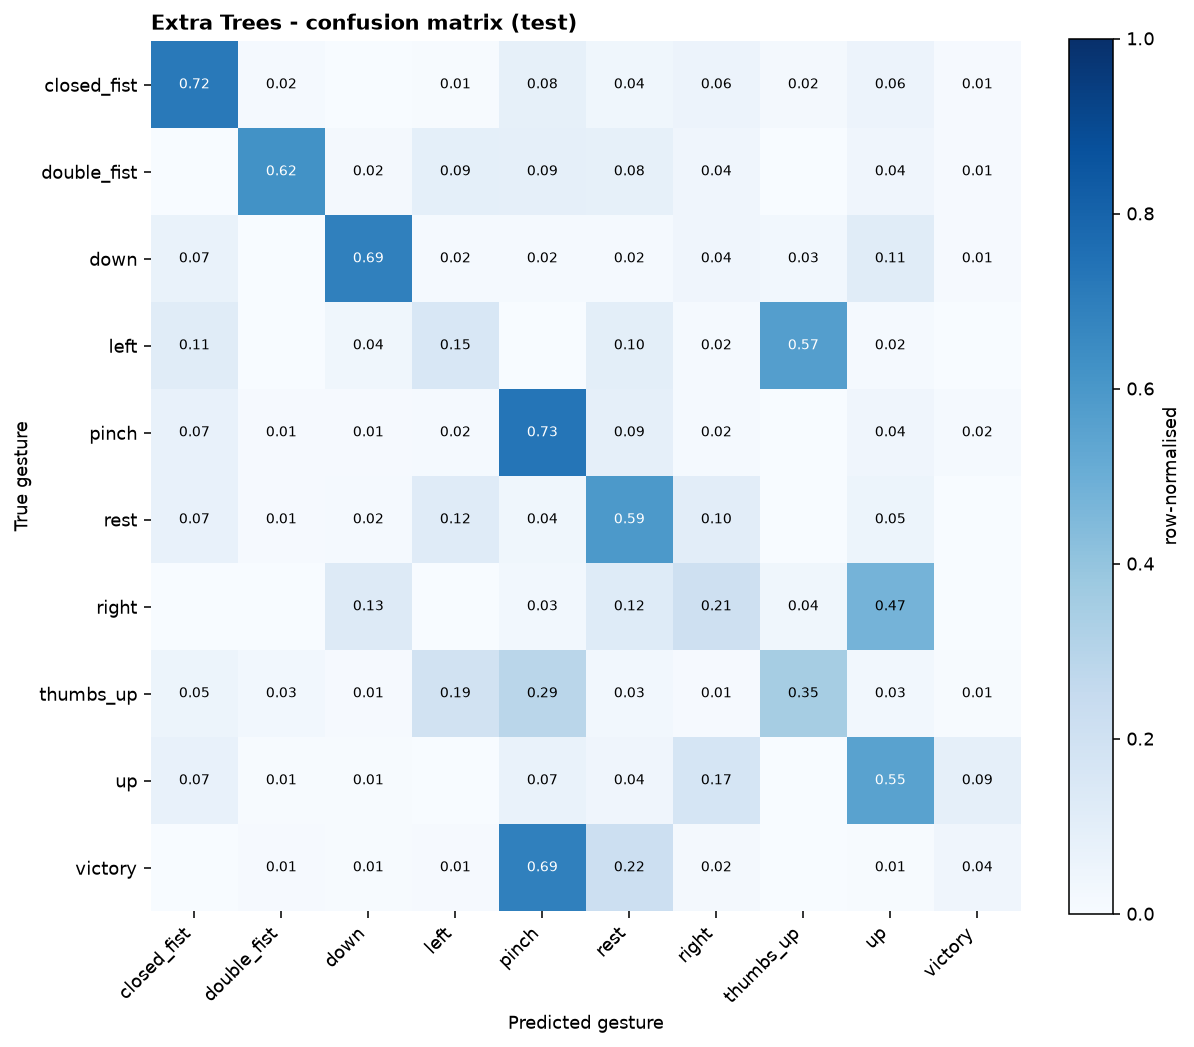 Extra Trees - confusion matrix (test)
closed_fist 0.72 0.02 0.01 0.08 0.04 0.06 0.02 0.06 0.01
double_fist 0.62 0.02 0.09 0.09 0.08 0.04 0.04 0.01
down 0.07 0.69 0.02 0.02 0.02 0.04 0.03 0.11 0.01
left 0.11 0.04 0.15 0.10 0.02 0.57 0.02
pinch 0.07 0.01 0.01 0.02 0.73 0.09 0.02 0.04 0.02
rest 0.07 0.01 0.02 0.12 0.04 0.59 0.10 0.05
right 0.13 0.03 0.12 0.21 0.04 0.47
thumbs_up 0.05 0.03 0.01 0.19 0.29 0.03 0.01 0.35 0.03 0.01
up 0.07 0.01 0.01 0.07 0.04 0.17 0.55 0.09
victory 0.01 0.01 0.01 0.69 0.22 0.02 0.01 0.04
closed_fist double_fist down left pinch rest right thumbs_up up victory
Predicted gesture
True gesture
1.0
0.8
0.6
0.4
0.2
0.0
row-normalised